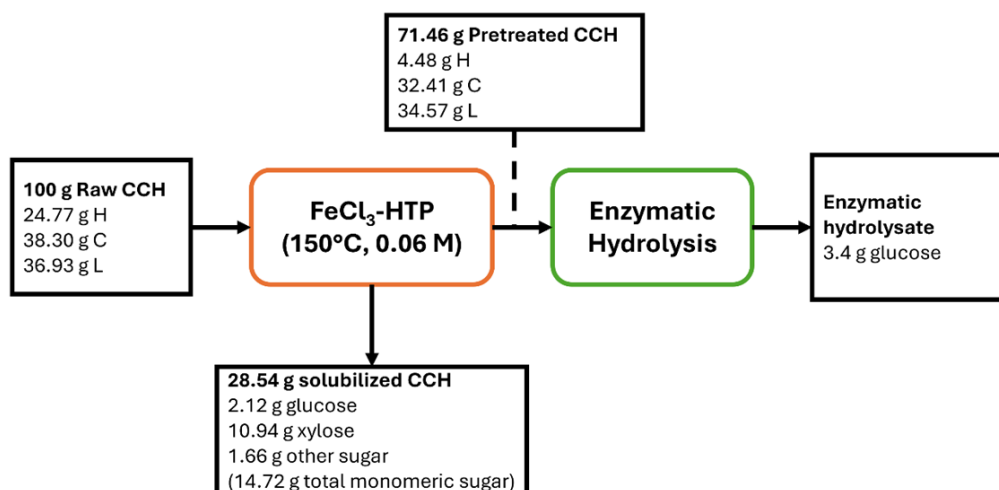 71.46 g Pretreated CCH
4.48 g H
32.41 g C
34.57 g L
100 g Raw CCH
24.77 g H
38.30 g C
36.93 g L
FeCl₃-HTP
(150°C, 0.06 M)
Enzymatic
Hydrolysis
Enzymatic
hydrolysate
3.4 g glucose
28.54 g solubilized CCH
2.12 g glucose
10.94 g xylose
1.66 g other sugar
(14.72 g total monomeric sugar)